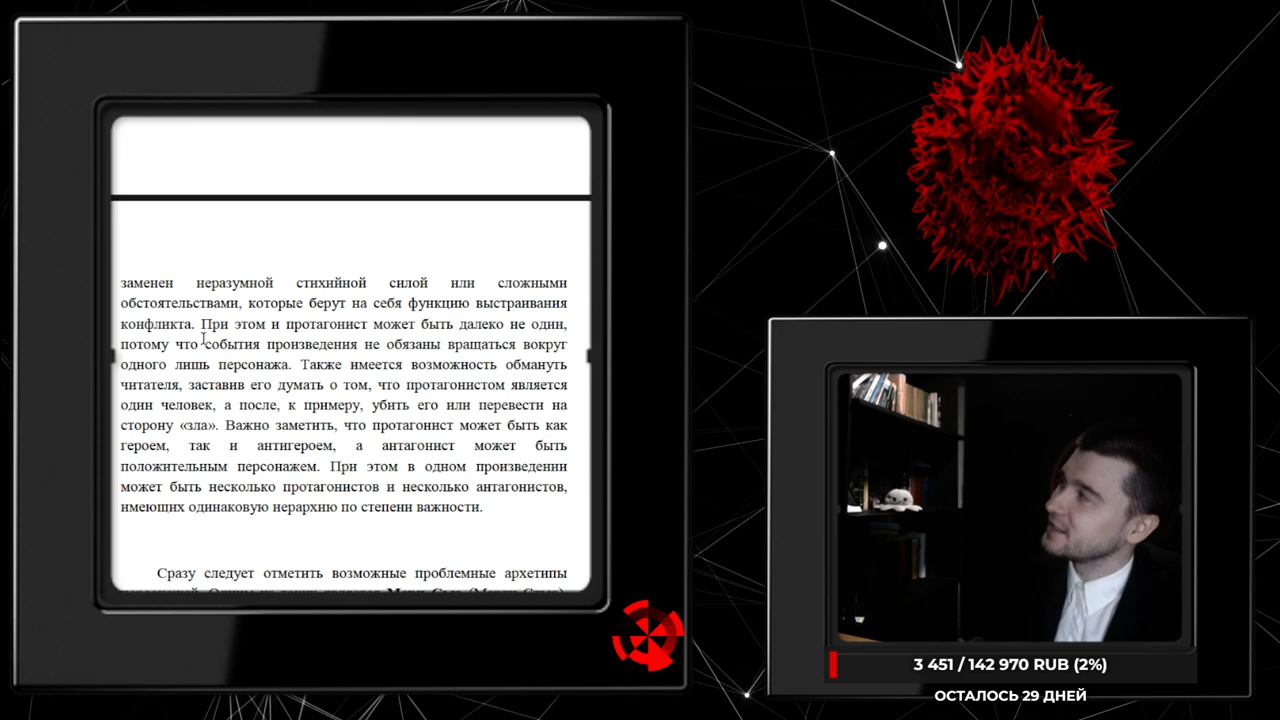 заменен неразумной стихийной силой или сложными
обстоятельствами, которые берут на себя функцию выстраивания
конфликта. При этом и протагонист может быть далеко не один,
потому что события произведения не обязаны вращаться вокруг
одного лишь персонажа. Также имеется возможность обмануть
читателя, заставив его думать о том, что протагонистом является
один человек, а после, к примеру, убить его или перевести на
сторону «зла». Важно заметить, что протагонист может быть как
героем, так и антигероем, а антагонист может быть
положительным персонажем. При этом в одном произведении
может быть несколько протагонистов и несколько антагонистов,
имеющих одинаковую иерархию по степени важности.
Сразу следует отметить возможные проблемные архетипы
3 451 / 142 970 RUB (2%)
ОСТАЛОСЬ 29 ДНЕЙ